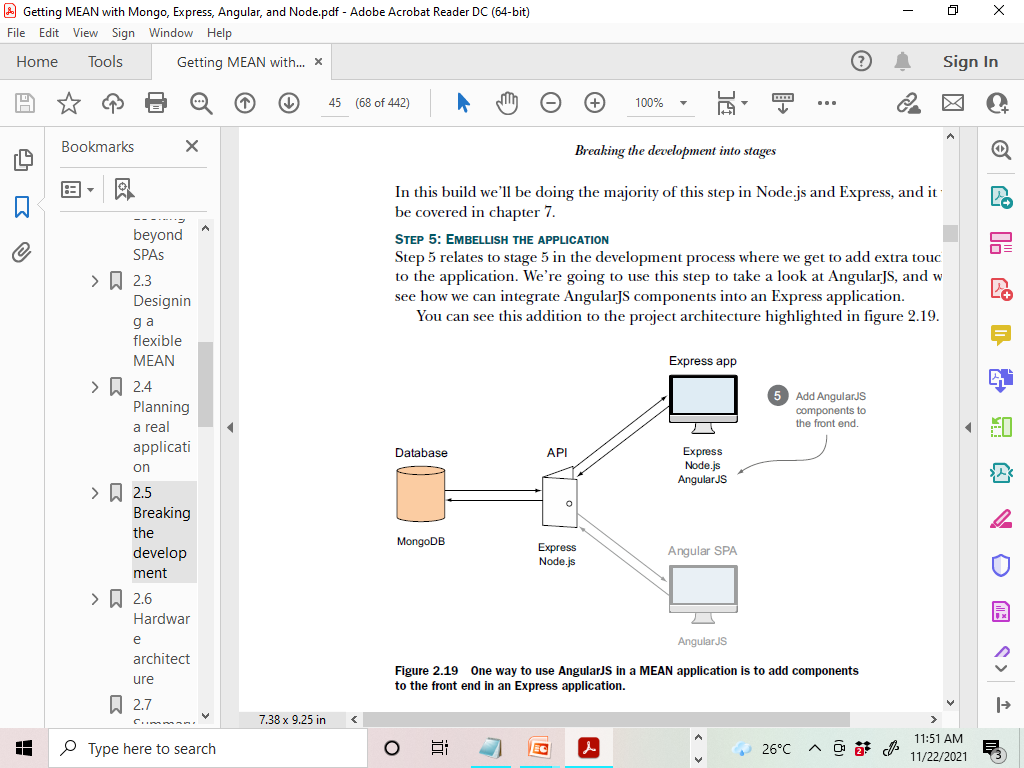 Getting MEAN with Mongo, Express, Angular, and Node.pdf - Adobe Acrobat Reader DC (64-bit)
File Edit View Sign Window Help
Home Tools Getting MEAN with... × Sign In
45 (68 of 442) 100%
Bookmarks
beyond
SPAs
2.3
Designin
g a
flexible
MEAN
2.4
Planning
a real
applicati
on
2.5
Breaking
the
develop
ment
2.6
Hardwar
e
architect
ure
2.7
Breaking the development into stages
In this build we'll be doing the majority of this step in Node.js and Express, and it
be covered in chapter 7.
STEP 5: EMBELLISH THE APPLICATION
Step 5 relates to stage 5 in the development process where we get to add extra touc
to the application. We're going to use this step to take a look at AngularJS, and w
see how we can integrate AngularJS components into an Express application.
You can see this addition to the project architecture highlighted in figure 2.19.
Express app
5 Add AngularJS
components to
the front end.
Express
Node.js
AngularJS
Database
API
MongoDB
Express
Node.js
Angular SPA
AngularJS
Figure 2.19 One way to use AngularJS in a MEAN application is to add components
to the front end in an Express application.
7.38 x 9.25 in
Type here to search
26°C
11:51 AM
11/22/2021
3